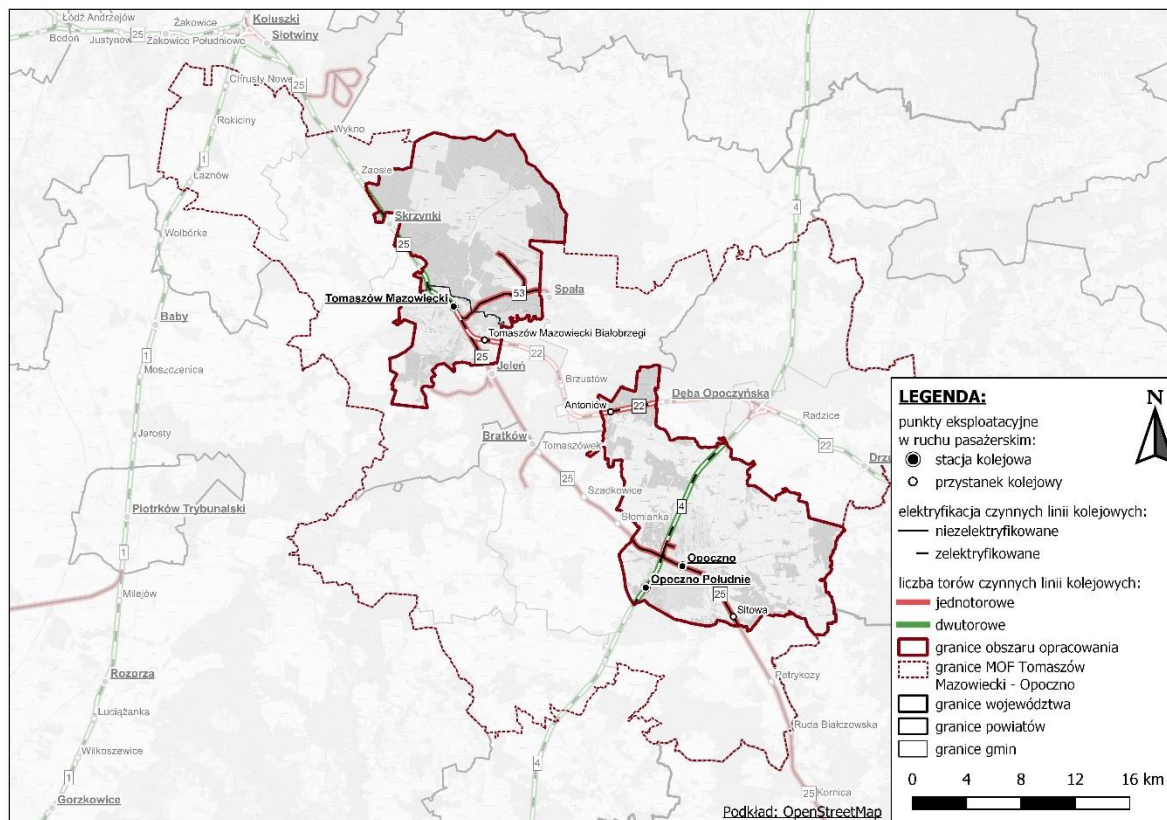 Łódź Andrzejów
Żakowice
Koluszki
Słotwiny
Bedoń
25
Justynów
Żakowice Południowe
Chrusty Nowe
25
Rokiciny
Wykno
1
Zaosie
Łaznów
4
Skrzynki
Wolbórka
25
53
Spała
Tomaszów Mazowiecki
Baby
Tomaszów Mazowiecki Białobrzegi
25
22
1
Jeleń
Moszczenica
Brzustów
Dęba Opoczyńska
Antoniów
22
Radzice
Jarosty
Bratków
Tomaszówek
22
25
Szadkowice
Piotrków Trybunalski
4
Słomianka
1
Opoczno
Opoczno Południe
Milejów
25
Sitowa
Rozprza
Petrykozy
Luciążanka
Ruda Białaczowska
Wilkoszewice
1
4
25
Kornica
Gorzkowice
Podkład: OpenStreetMap
LEGENDA:
N
punkty eksploatacyjne
w ruchu pasażerskim:
stacja kolejowa
przystanek kolejowy
elektryfikacja czynnych linii kolejowych:
niezelektryfikowane
zelektryfikowane
liczba torów czynnych linii kolejowych:
jednotorowe
dwutorowe
granice obszaru opracowania
granice MOF Tomaszów
Mazowiecki - Opoczno
granice województwa
granice powiatów
granice gmin
0 4 8 12 16 km